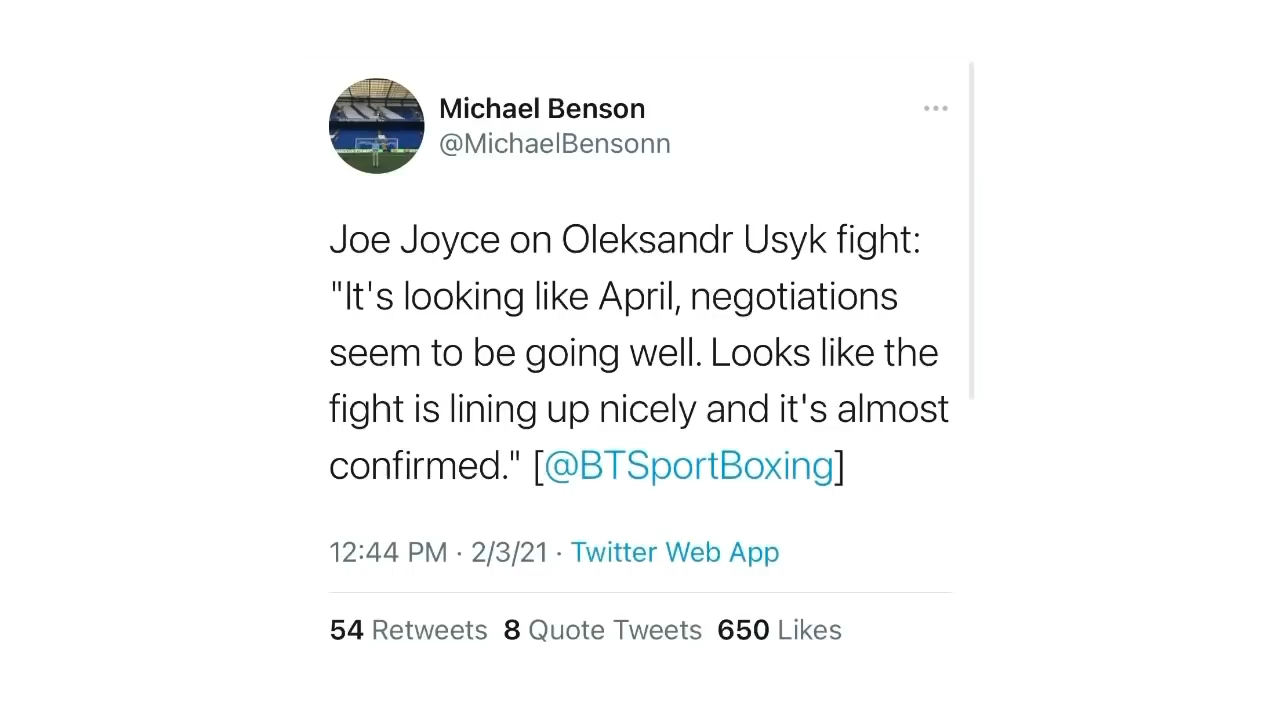 Michael Benson
@MichaelBensonn
Joe Joyce on Oleksandr Usyk fight:
"It's looking like April, negotiations
seem to be going well. Looks like the
fight is lining up nicely and it's almost
confirmed." [@BTSportBoxing]
12:44 PM · 2/3/21 · Twitter Web App
54 Retweets 8 Quote Tweets 650 Likes